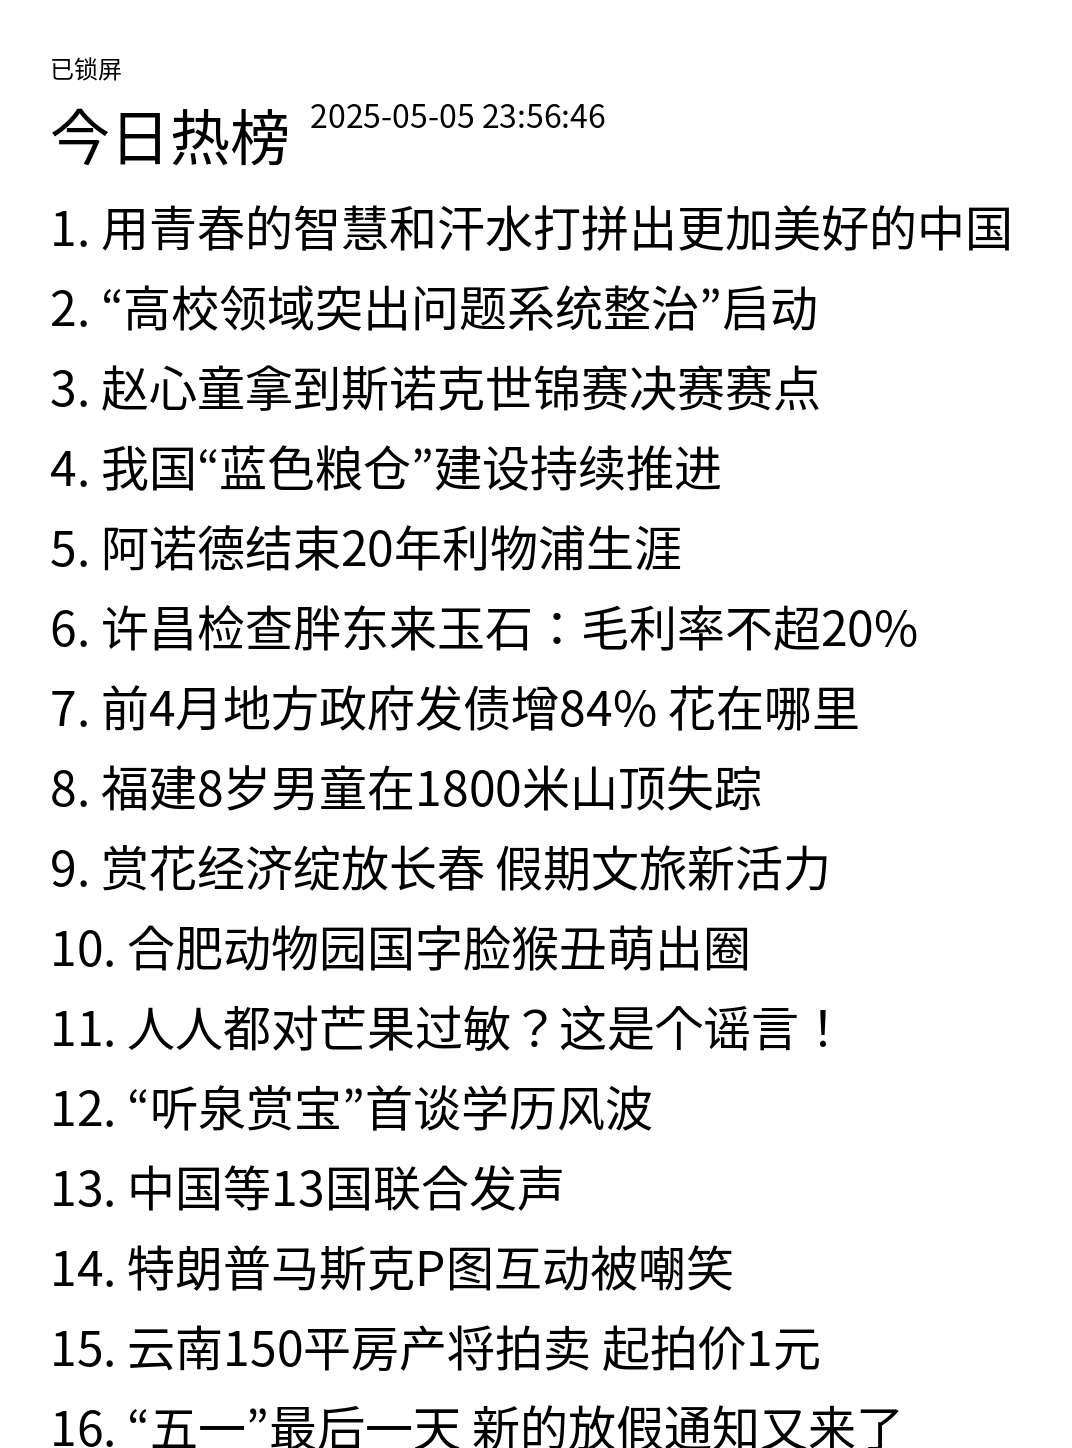 已锁屏
今日热榜 2025-05-05 23:56:46
1. 用青春的智慧和汗水打拼出更加美好的中国
2. “高校领域突出问题系统整治”启动
3. 赵心童拿到斯诺克世锦赛决赛赛点
4. 我国“蓝色粮仓”建设持续推进
5. 阿诺德结束20年利物浦生涯
6. 许昌检查胖东来玉石：毛利率不超20%
7. 前4月地方政府发债增84% 花在哪里
8. 福建8岁男童在1800米山顶失踪
9. 赏花经济绽放长春 假期文旅新活力
10. 合肥动物园国字脸猴丑萌出圈
11. 人人都对芒果过敏？这是个谣言！
12. “听泉赏宝”首谈学历风波
13. 中国等13国联合发声
14. 特朗普马斯克P图互动被嘲笑
15. 云南150平房产将拍卖 起拍价1元
16. “五一”最后一天 新的放假通知又来了